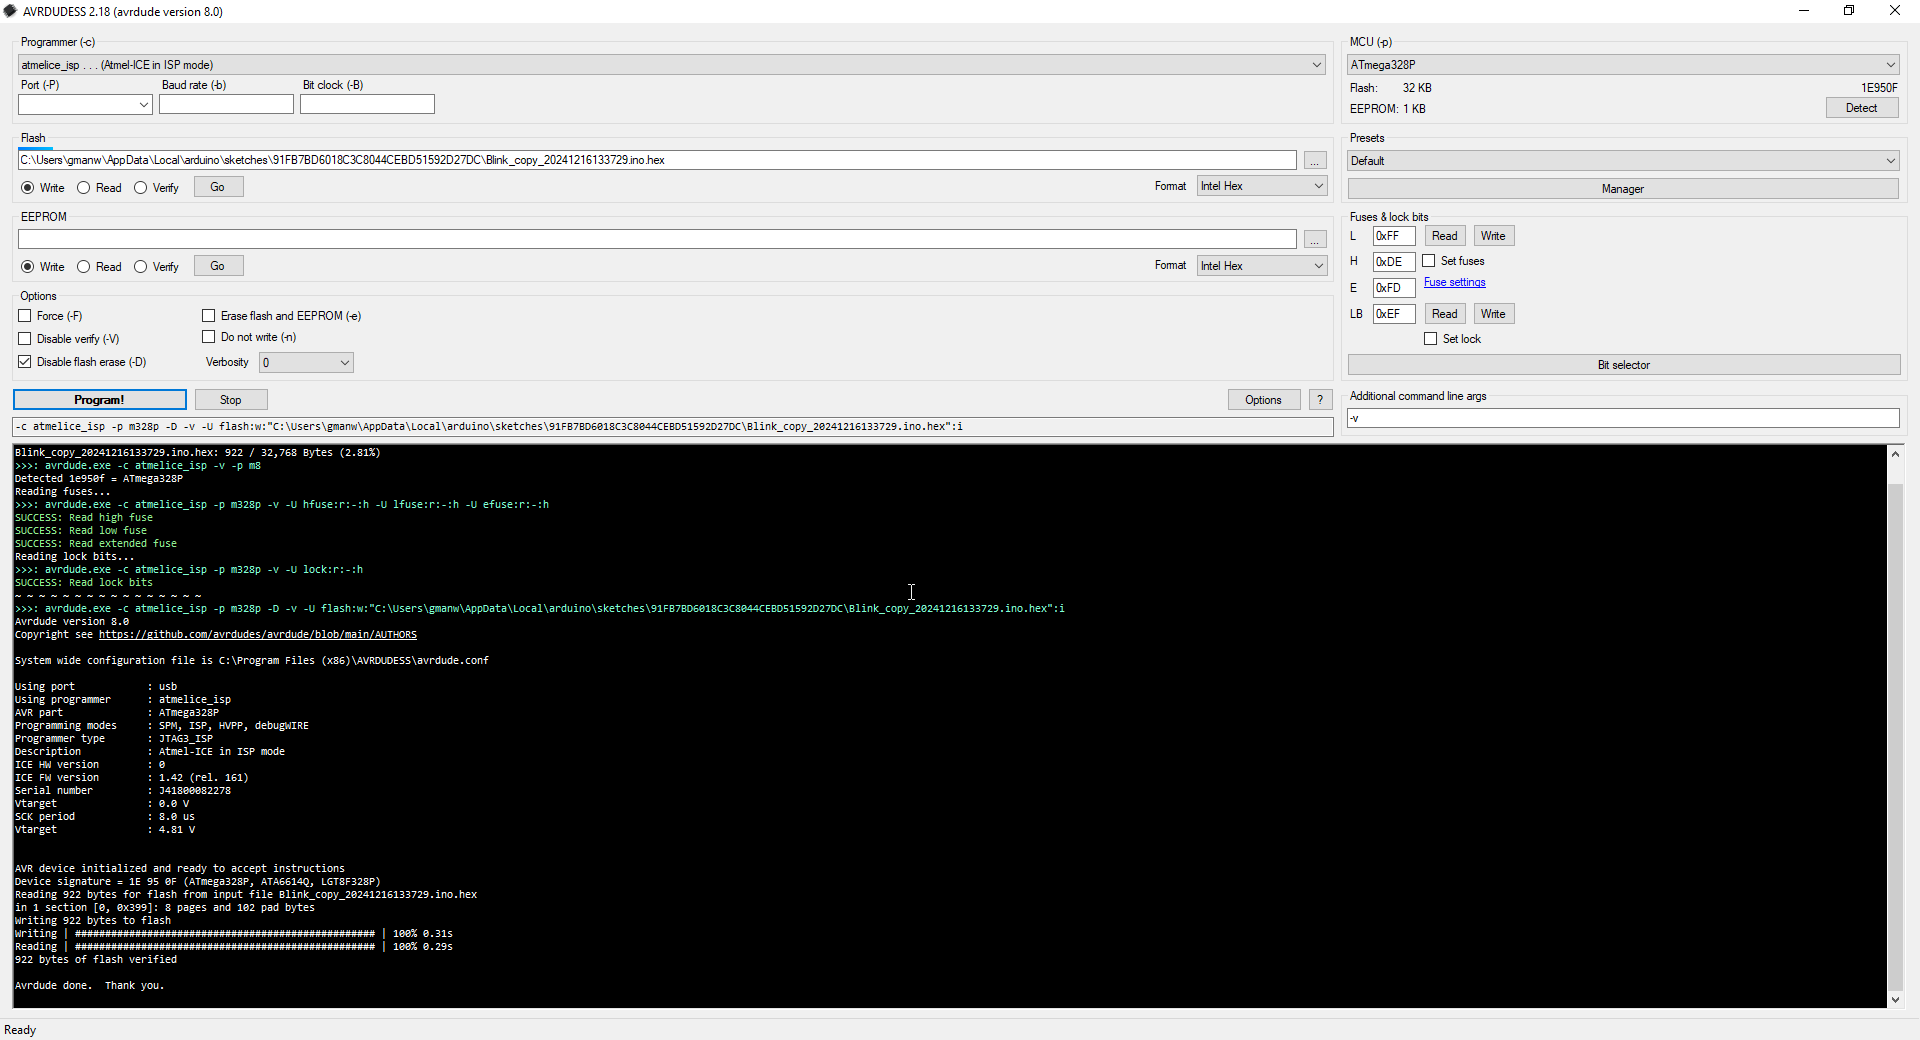 AVRDUDESS 2.18 (avrdude version 8.0)
Programmer (-c)
atmelice_isp . . . (Atmel-ICE in ISP mode)
Port (-P)
Baud rate (-b)
Bit clock (-B)
MCU (-p)
ATmega328P
Flash: 32 KB 1E950F
EEPROM: 1 KB
Detect
Flash
C:\Users\gmanw\AppData\Local\arduino\sketches\91FB7BD6018C3C8044CEBD51592D27DC\Blink_copy_20241216133729.ino.hex
...
Write Read Verify Go
Format Intel Hex
Presets
Default
Manager
EEPROM
...
Write Read Verify Go
Format Intel Hex
Fuses & lock bits
L 0xFF Read Write
H 0xDE Set fuses
E 0xFD Fuse settings
LB 0xEF Read Write
Set lock
Bit selector
Options
Force (-F) Erase flash and EEPROM (-e)
Disable verify (-V) Do not write (-n)
Disable flash erase (-D) Verbosity 0
Program! Stop
Options ?
Additional command line args
-v
-c atmelice_isp -p m328p -D -v -U flash:w:"C:\Users\gmanw\AppData\Local\arduino\sketches\91FB7BD6018C3C8044CEBD51592D27DC\Blink_copy_20241216133729.ino.hex":i
Blink_copy_20241216133729.ino.hex: 922 / 32,768 Bytes (2.81%)
>>>: avrdude.exe -c atmelice_isp -v -p m8
Detected 1e950f = ATmega328P
Reading fuses...
>>>: avrdude.exe -c atmelice_isp -p m328p -v -U hfuse:r:-:h -U lfuse:r:-:h -U efuse:r:-:h
SUCCESS: Read high fuse
SUCCESS: Read low fuse
SUCCESS: Read extended fuse
Reading lock bits...
>>>: avrdude.exe -c atmelice_isp -p m328p -v -U lock:r:-:h
SUCCESS: Read lock bits
~ ~ ~ ~ ~ ~ ~ ~ ~ ~ ~ ~ ~ ~ ~ ~
>>>: avrdude.exe -c atmelice_isp -p m328p -D -v -U flash:w:"C:\Users\gmanw\AppData\Local\arduino\sketches\91FB7BD6018C3C8044CEBD51592D27DC\Blink_copy_20241216133729.ino.hex":i
Avrdude version 8.0
Copyright see https://github.com/avrdudes/avrdude/blob/main/AUTHORS
System wide configuration file is C:\Program Files (x86)\AVRDUDESS\avrdude.conf
Using port : usb
Using programmer : atmelice_isp
AVR part : ATmega328P
Programming modes : SPM, ISP, HVPP, debugWIRE
Programmer type : JTAG3_ISP
Description : Atmel-ICE in ISP mode
ICE HW version : 0
ICE FW version : 1.42 (rel. 161)
Serial number : J41800082278
Vtarget : 0.0 V
SCK period : 8.0 us
Vtarget : 4.81 V
AVR device initialized and ready to accept instructions
Device signature = 1E 95 0F (ATmega328P, ATA6614Q, LGT8F328P)
Reading 922 bytes for flash from input file Blink_copy_20241216133729.ino.hex
in 1 section [0, 0x399]: 8 pages and 102 pad bytes
Writing 922 bytes to flash
Writing | ################################################## | 100% 0.31s
Reading | ################################################## | 100% 0.29s
922 bytes of flash verified
Avrdude done.  Thank you.
Ready